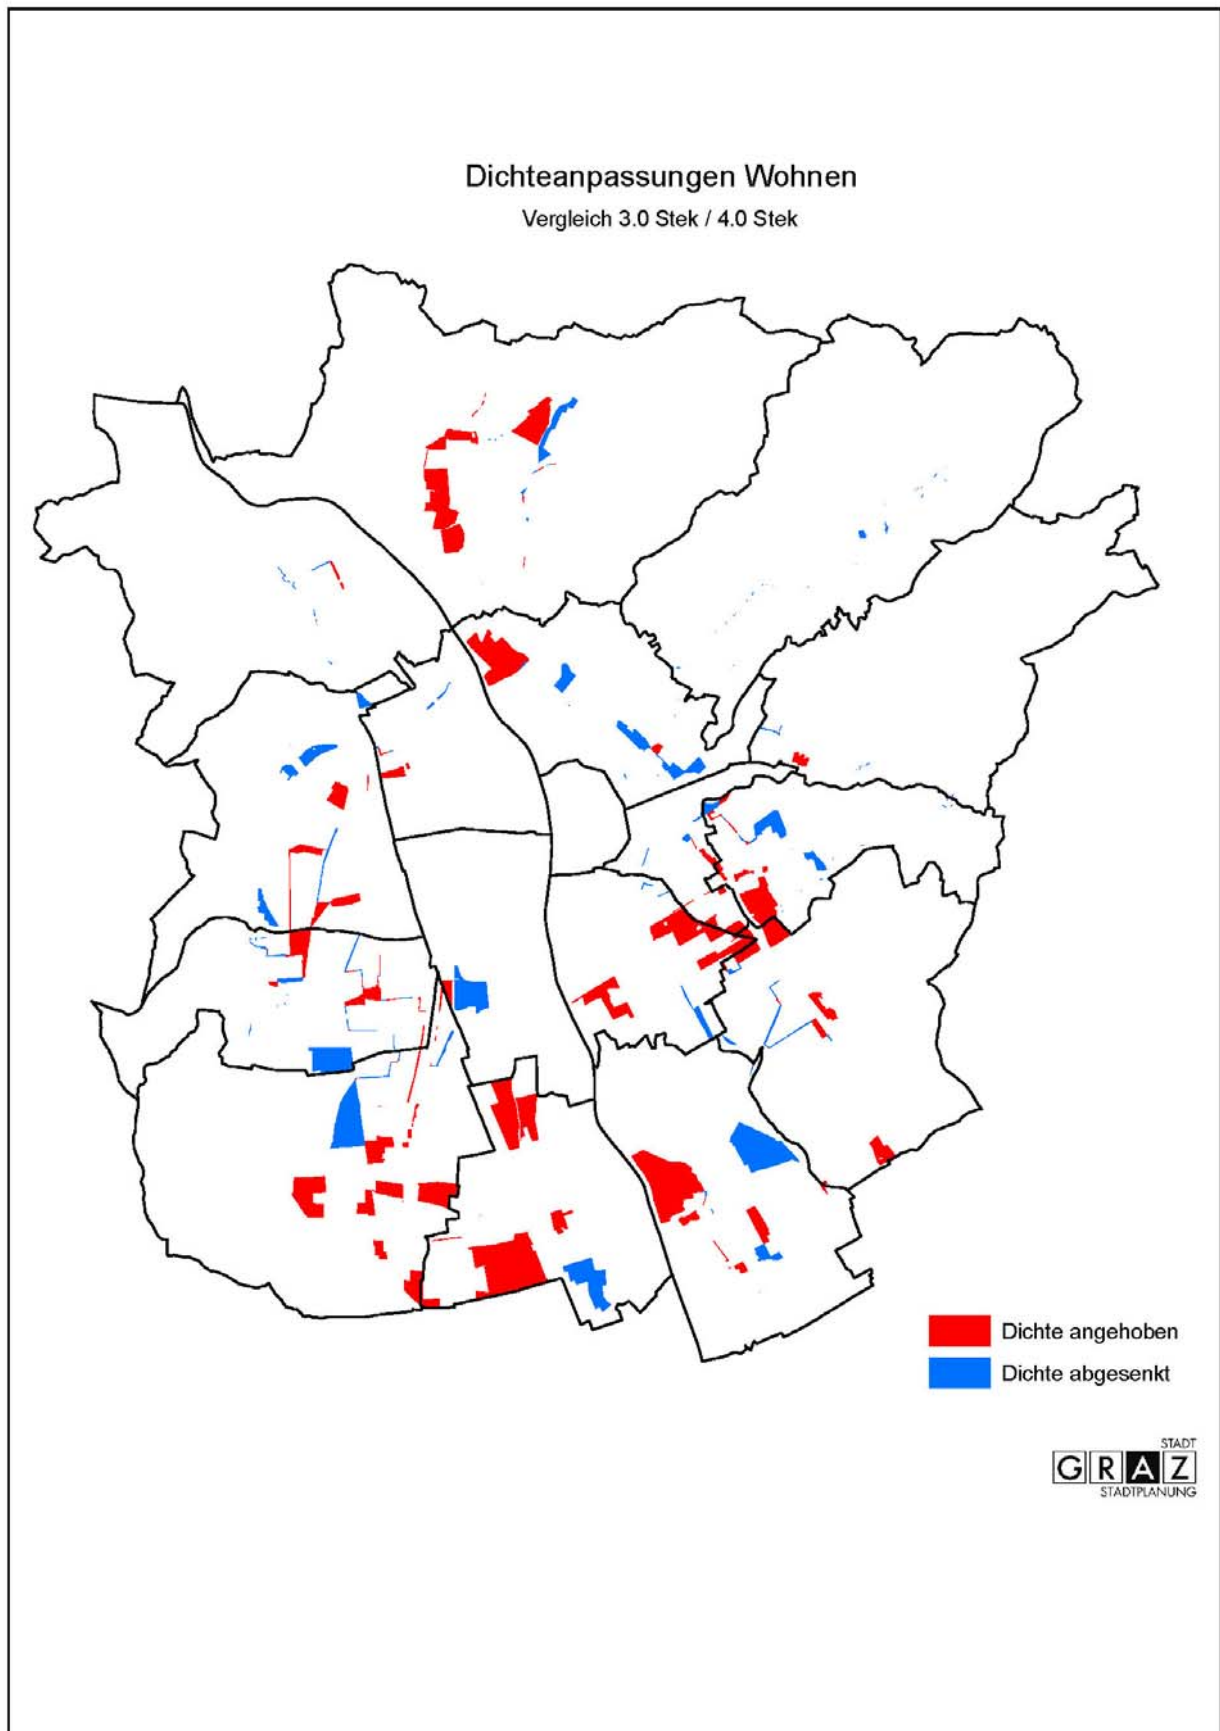 Dichteanpassungen Wohnen
Vergleich 3.0 Stek / 4.0 Stek
Dichte angehoben
Dichte abgesenkt
STADT
GRAZ
STADTPLANUNG